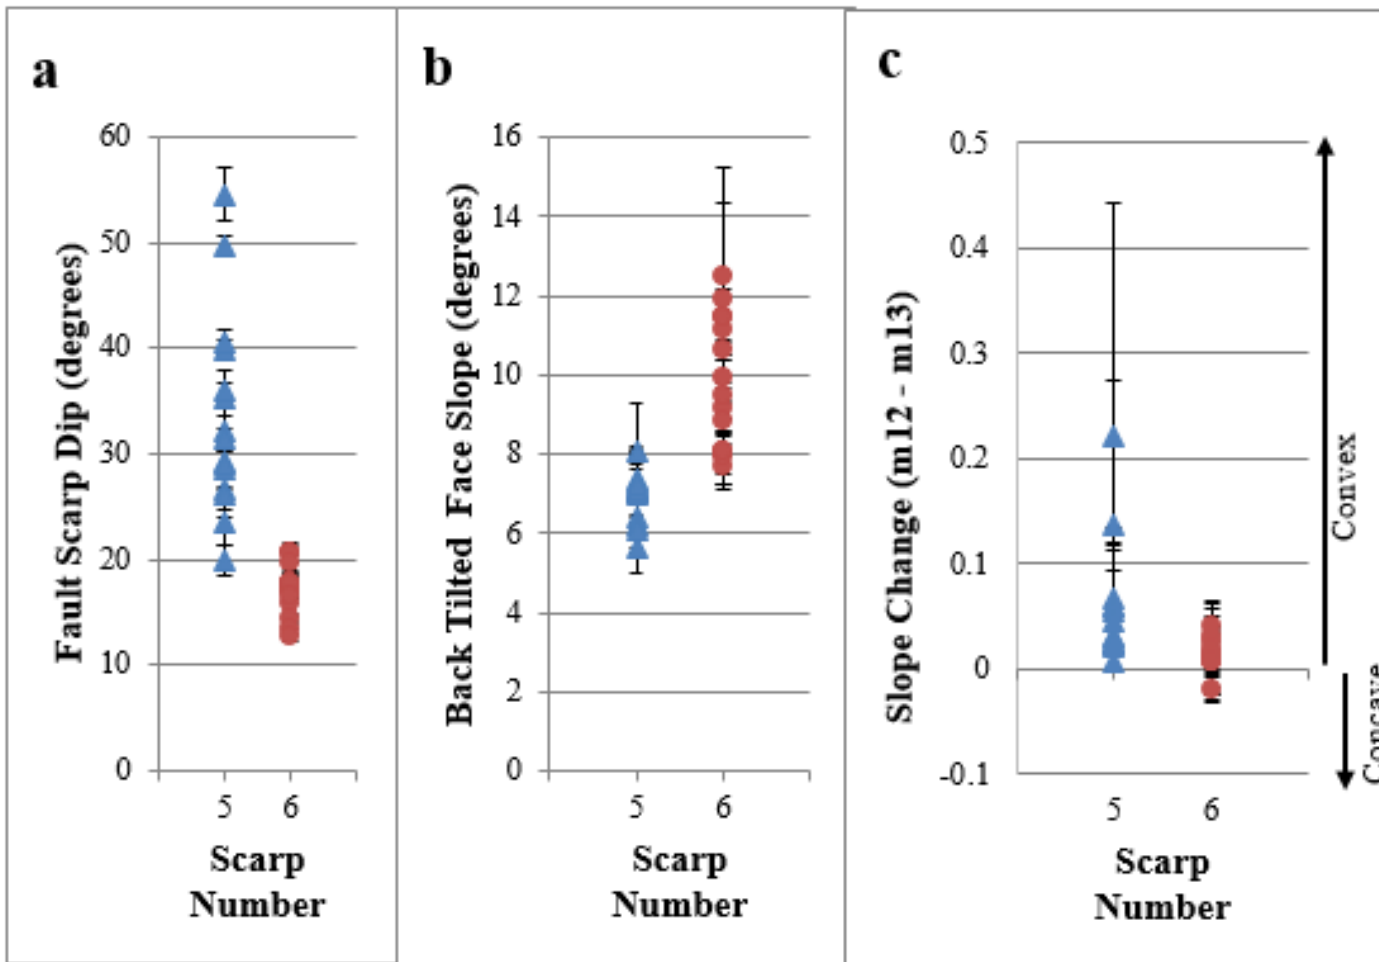 a
Fault Scarp Dip (degrees)
60
50
40
30
20
10
0
5 6
Scarp
Number
b
Back Tilted Face Slope (degrees)
16
14
12
10
8
6
4
2
0
5 6
Scarp
Number
c
Slope Change (m12 - m13)
0.5
0.4
0.3
0.2
0.1
0
-0.1
5 6
Scarp
Number
Convex
Concave